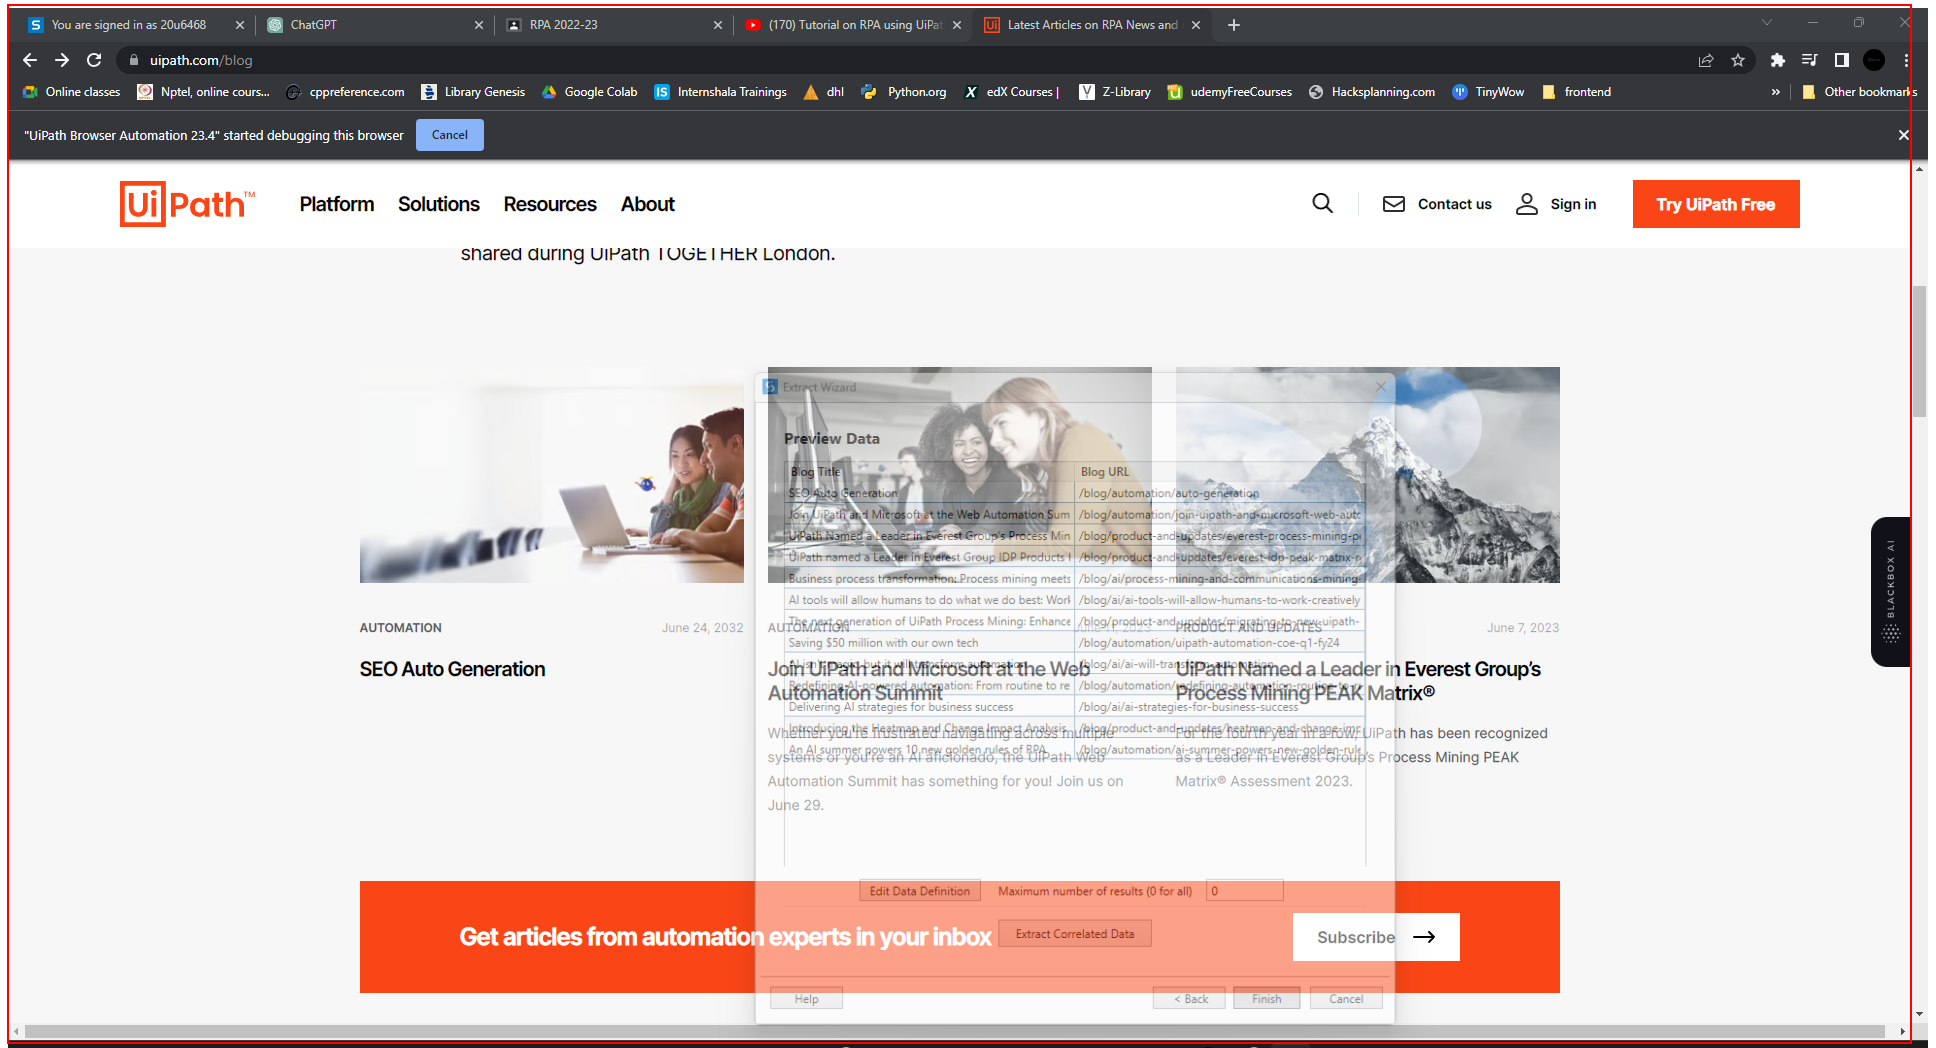 You are signed in as 20u6468
ChatGPT
RPA 2022-23
(170) Tutorial on RPA using UiPat
Latest Articles on RPA News and
uipath.com/blog
Online classes
Nptel, online cours...
cppreference.com
Library Genesis
Google Colab
Internshala Trainings
dhl
Python.org
edX Courses |
Z-Library
udemyFreeCourses
Hacksplanning.com
TinyWow
frontend
»
Other bookmarks
"UiPath Browser Automation 23.4" started debugging this browser
Cancel
UiPath™
Platform
Solutions
Resources
About
Contact us
Sign in
Try UiPath Free
shared during UiPath TOGETHER London.
Extract Wizard
Preview Data
Blog Title
Blog URL
SEO Auto Generation
/blog/automation/auto-generation
Join UiPath and Microsoft at the Web Automation Sum
/blog/automation/join-uipath-and-microsoft-web-auto
UiPath Named a Leader in Everest Group's Process Min
/blog/product-and-updates/everest-process-mining-p
UiPath named a Leader in Everest Group IDP Products
/blog/product-and-updates/everest-idp-peak-matrix-r
Business process transformation: Process mining meets
/blog/ai/process-mining-and-communications-mining-
AI tools will allow humans to do what we do best: Work
/blog/ai/ai-tools-will-allow-humans-to-work-creatively
The next generation of UiPath Process Mining: Enhance
/blog/product-and-updates/migrating-to-new-uipath-
Saving $50 million with our own tech
/blog/automation/uipath-automation-coe-q1-fy24
AI isn't magic, but it will transform automation
/blog/ai/ai-will-transform-automation
Redefining AI-powered automation: From routine to re
/blog/automation/redefining-automation-routine-to-r
Delivering AI strategies for business success
/blog/ai/ai-strategies-for-business-success
Introducing the Heatmap and Change Impact Analysis
/blog/product-and-updates/heatmap-and-change-imp
An AI summer powers 10 new golden rules of RPA
/blog/automation/ai-summer-powers-new-golden-rule
Edit Data Definition
Maximum number of results (0 for all)
0
Extract Correlated Data
Help
< Back
Finish
Cancel
AUTOMATION
June 24, 2032
SEO Auto Generation
AUTOMATION
June 11, 2023
Join UiPath and Microsoft at the Web
Automation Summit
Whether you're frustrated navigating across multiple
systems or you're an AI aficionado, the UiPath Web
Automation Summit has something for you! Join us on
June 29.
PRODUCT AND UPDATES
June 7, 2023
UiPath Named a Leader in Everest Group's
Process Mining PEAK Matrix®
For the fourth year in a row, UiPath has been recognized
as a Leader in Everest Group's Process Mining PEAK
Matrix® Assessment 2023.
BLACKBOX AI
Get articles from automation experts in your inbox
Subscribe